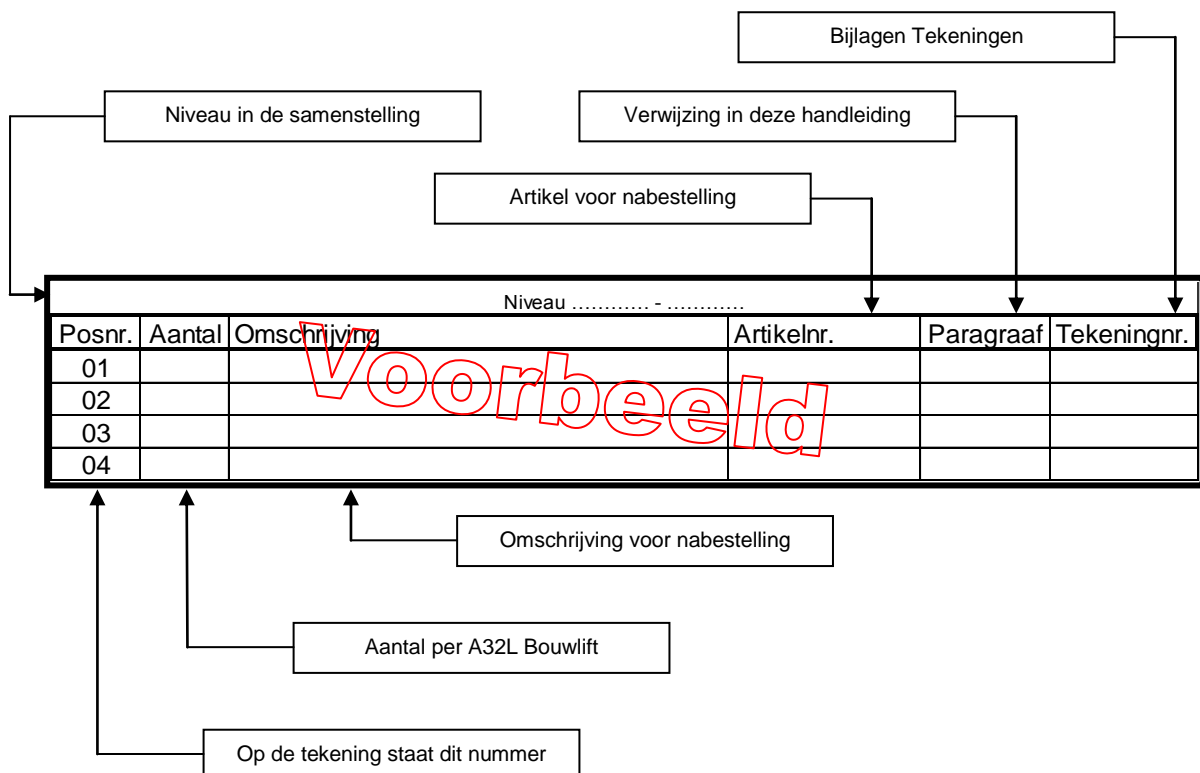 Bijlagen Tekeningen
Niveau in de samenstelling
Verwijzing in deze handleiding
Artikel voor nabestelling
Niveau ………… - …………
Posnr. Aantal Omschrijving Artikelnr. Paragraaf Tekeningnr.
01
02
03
04
Voorbeeld
Omschrijving voor nabestelling
Aantal per A32L Bouwlift
Op de tekening staat dit nummer